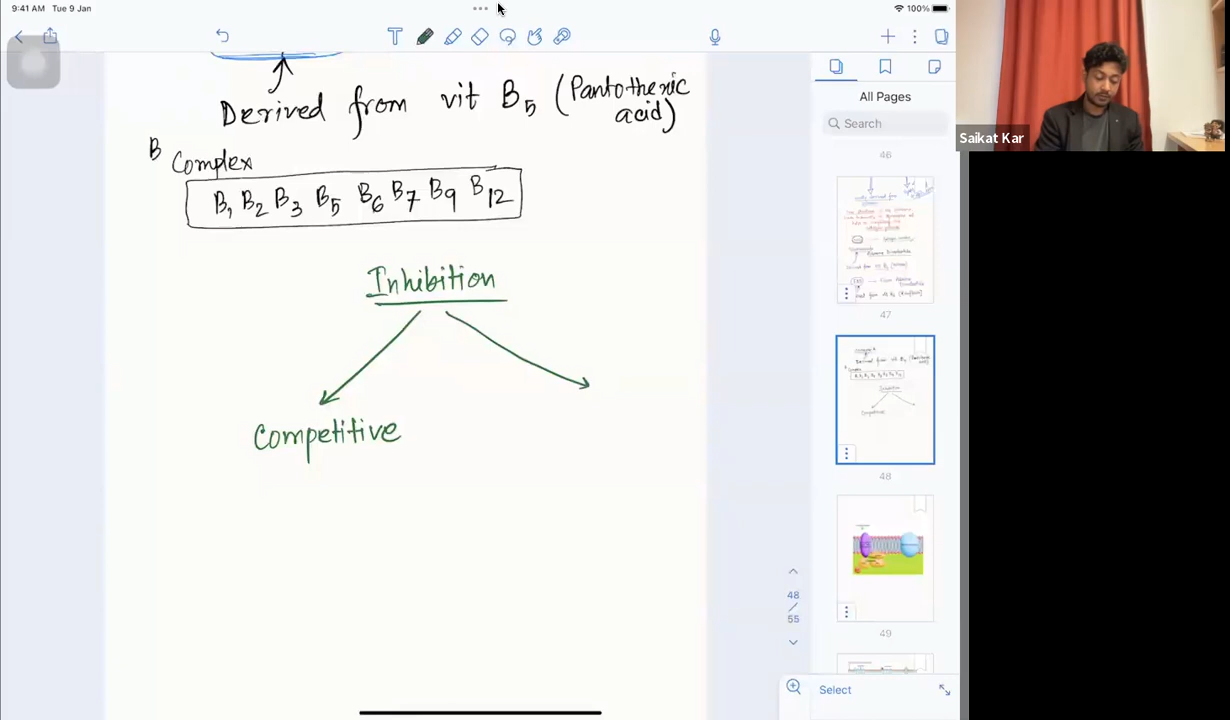 9:41 AM Tue 9 Jan
100%
Derived from vit B5 (Pantothenic acid)
B Complex
B1 B2 B3 B5 B6 B7 B9 B12
Inhibition
Competitive
All Pages
Search
46
47
48
49
48
/
55
Select
Saikat Kar